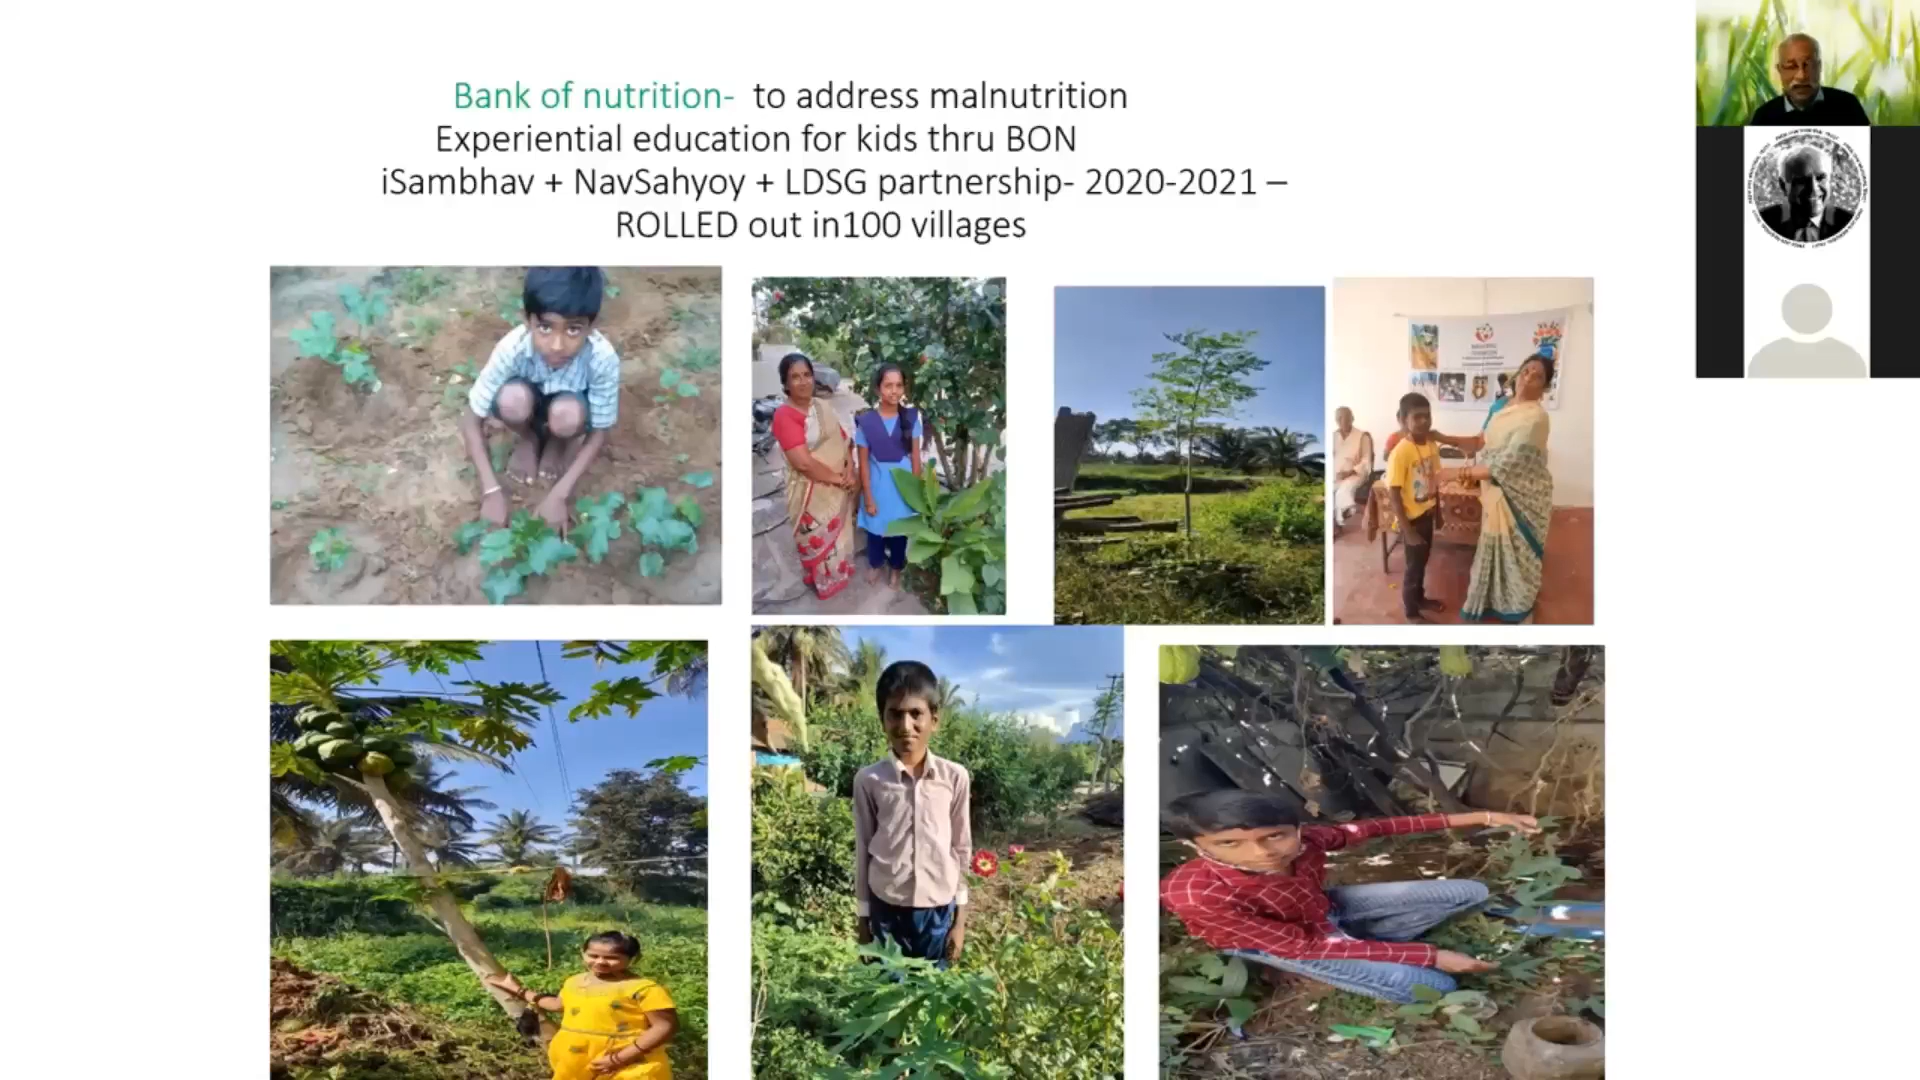 Bank of nutrition- to address malnutrition
Experiential education for kids thru BON
iSambhav + NavSahyoy + LDSG partnership- 2020-2021 –
ROLLED out in100 villages